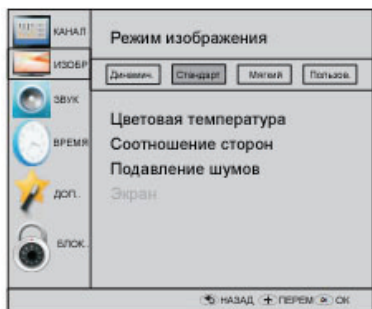 КАНАЛ
ИЗОБР
ЗВУК
ВРЕМЯ
ДОП..
БЛОК.
Режим изображения
Динамич. Стандарт Мягкий Пользов.
Цветовая температура
Соотношение сторон
Подавление шумов
Экран
НАЗАД ПЕРЕМ ОК